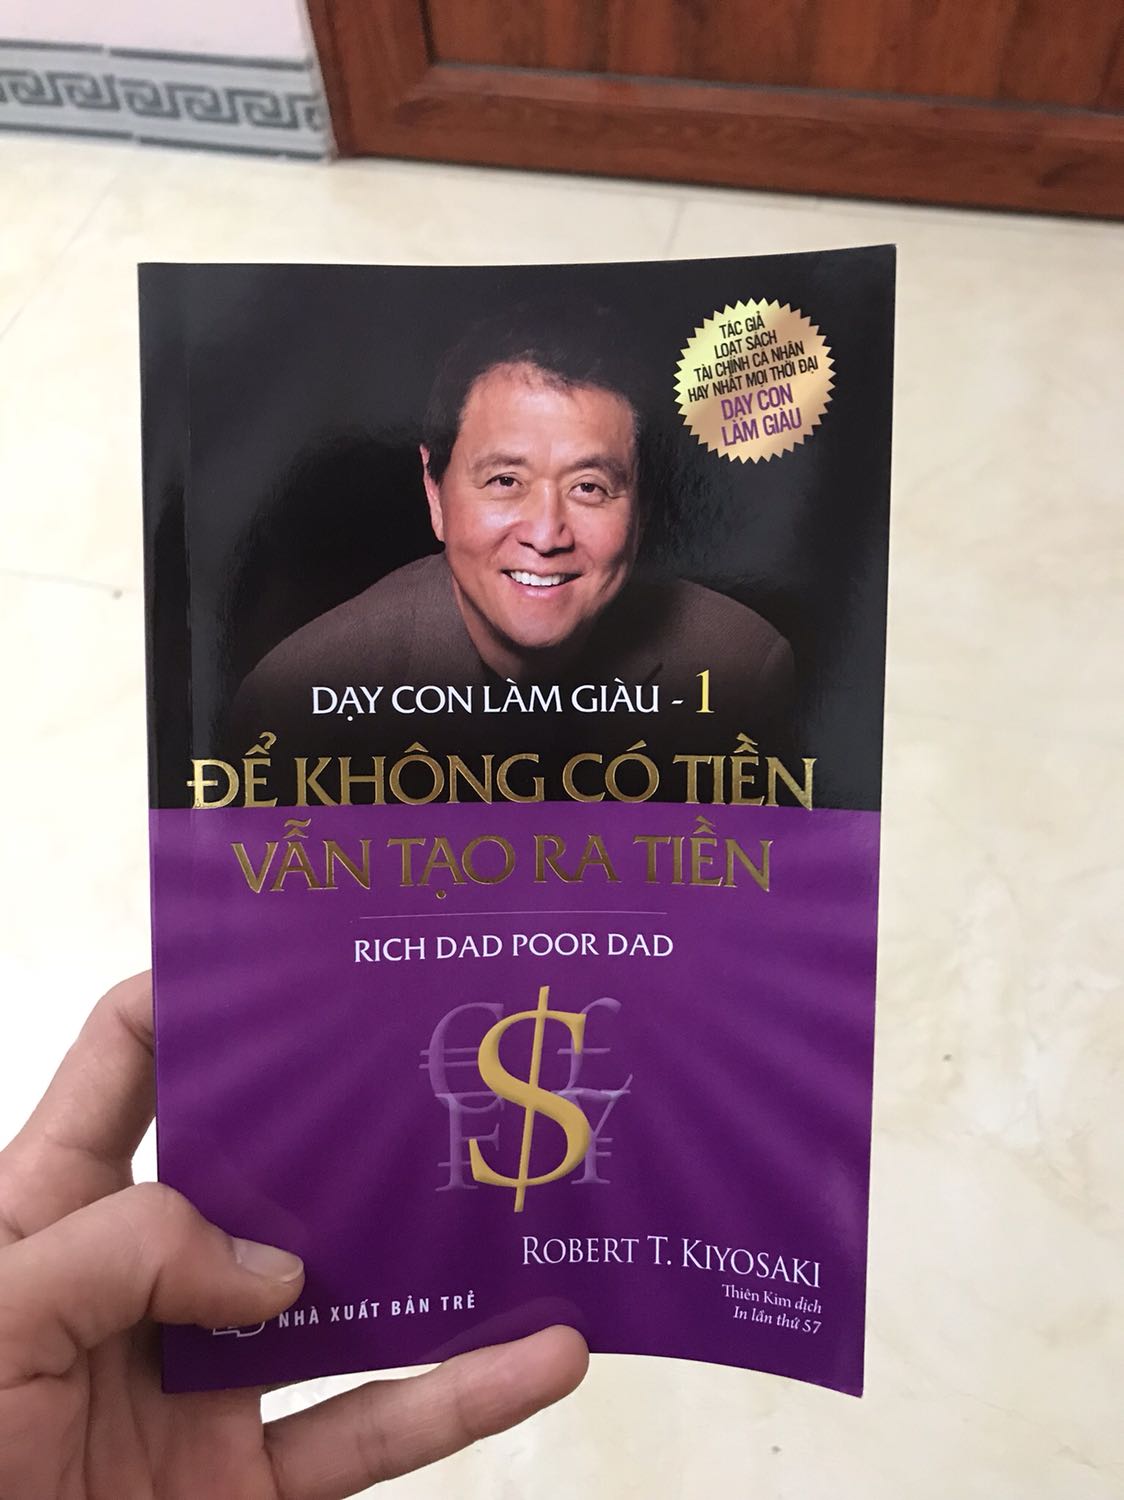 TÁC GIẢ
LOẠT SÁCH
TÀI CHÍNH CÁ NHÂN
HAY NHẤT MỌI THỜI ĐẠI
DẠY CON
LÀM GIÀU
DẠY CON LÀM GIÀU - 1
ĐỂ KHÔNG CÓ TIỀN
VẪN TẠO RA TIỀN
RICH DAD POOR DAD
ROBERT T. KIYOSAKI
Thiên Kim dịch
In lần thứ 57
NHÀ XUẤT BẢN TRẺ